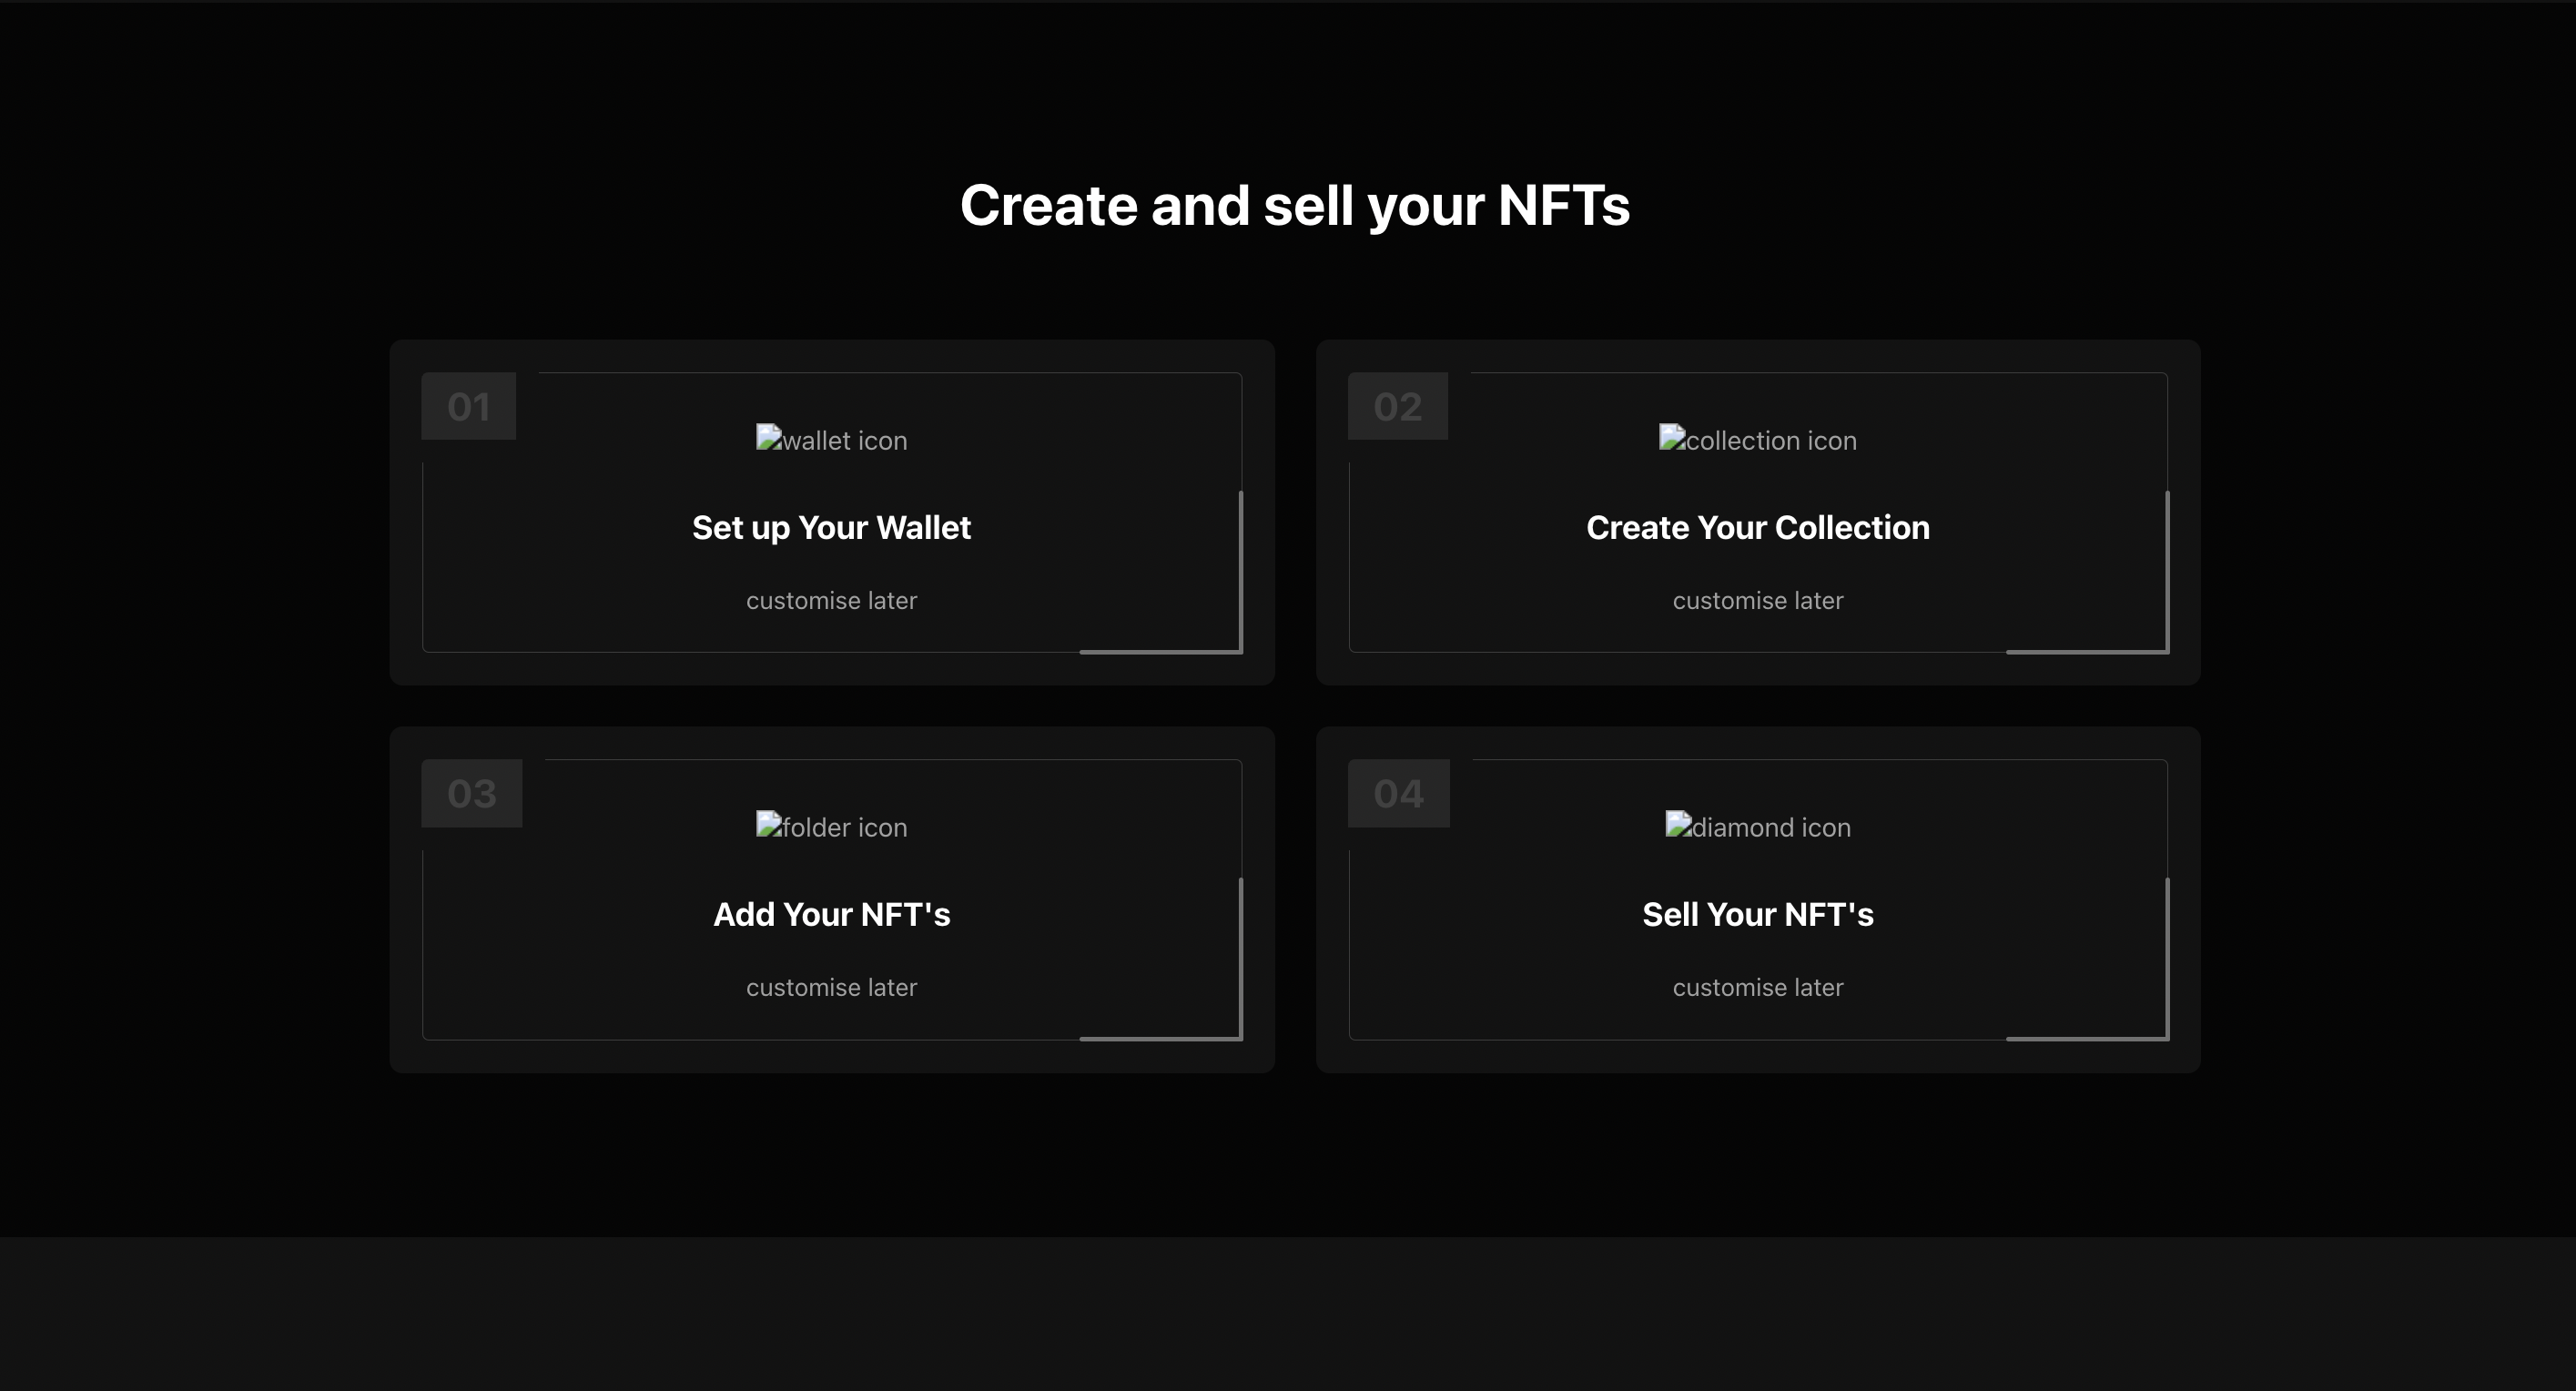 Create and sell your NFTs
01
wallet icon
Set up Your Wallet
customise later
02
collection icon
Create Your Collection
customise later
03
folder icon
Add Your NFT's
customise later
04
diamond icon
Sell Your NFT's
customise later